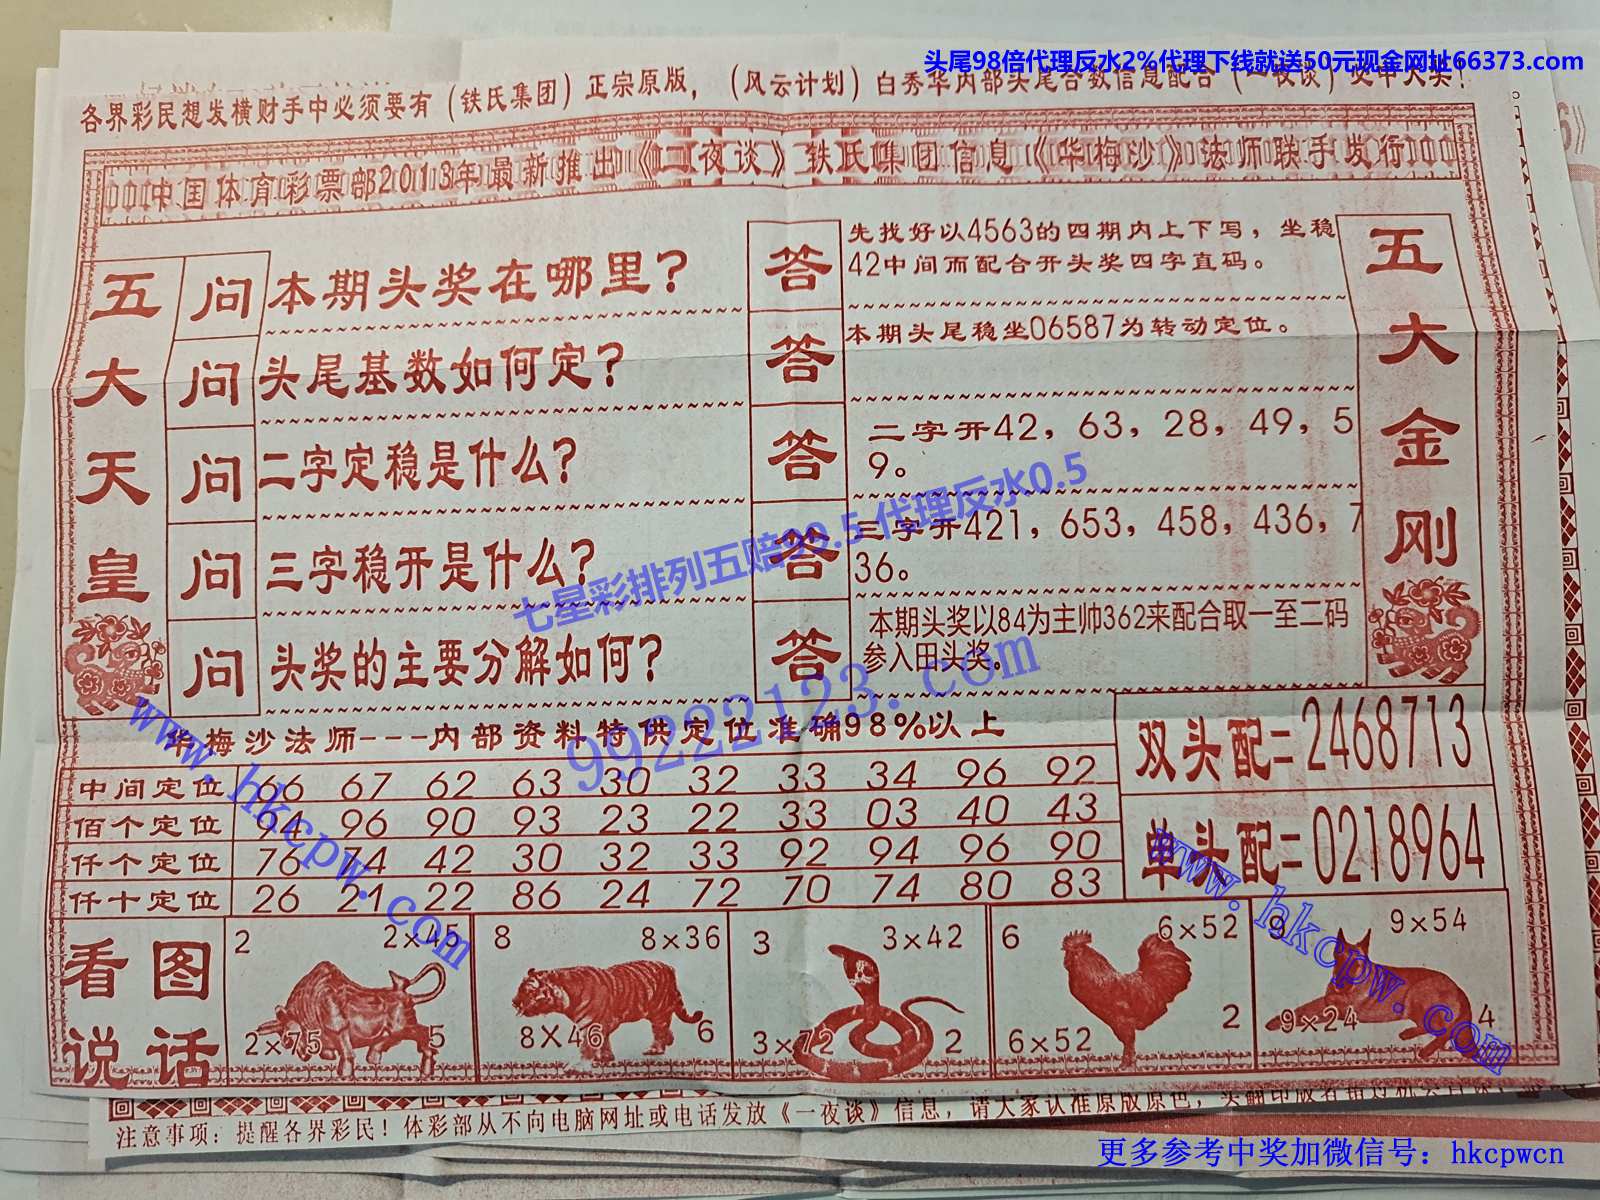 头尾98倍代理反水2%代理下线就送50元现金网址66373.com
各界彩民想发横财手中必须要有（铁氏集团）正宗原版，（风云计划）白秀华内部头尾合数信息配合（一夜谈）必中大奖！
中国体育彩票部2013年最新推出《一夜谈》铁氏集团信息《华梅沙》法师联手发行
五大天皇
问 本期头奖在哪里？
答 先找好以4563的四期内上下写，坐稳
42中间而配合开头奖四字直码。
问 头尾基数如何定？
答 本期头尾稳坐06587为转动定位。
问 二字定稳是什么？
答 二字开42，63，28，49，5
9。
问 三字稳开是什么？
答 三字开421，653，458，436，7
36。
问 头奖的主要分解如何？
答 本期头奖以84为主帅362来配合取一至二码
参入田头奖。
五大金刚
七星彩排列五赔99.5代理反水0.5
99222123.com
www.hkcpw.com
www.hkcpw.com
华梅沙法师---内部资料特供定位准确98%以上
中间定位 66 67 62 63 30 32 33 34 96 92
佰个定位 64 96 90 93 23 22 33 03 40 43
仟个定位 76 74 42 30 32 33 92 94 96 90
仟十定位 26 21 22 86 24 72 70 74 80 83
双头配=2468713
单头配=0218964
看图
说话
2 2×45
2×75 5
8 8×36
8×46 6
3 3×42
3×72 2
6 6×52
6×52 2
9 9×54
9×24 4
注意事项：提醒各界彩民！体彩部从不向电脑网址或电话发放《一夜谈》信息，请大家认准原版原色，
更多参考中奖加微信号：hkcpwcn